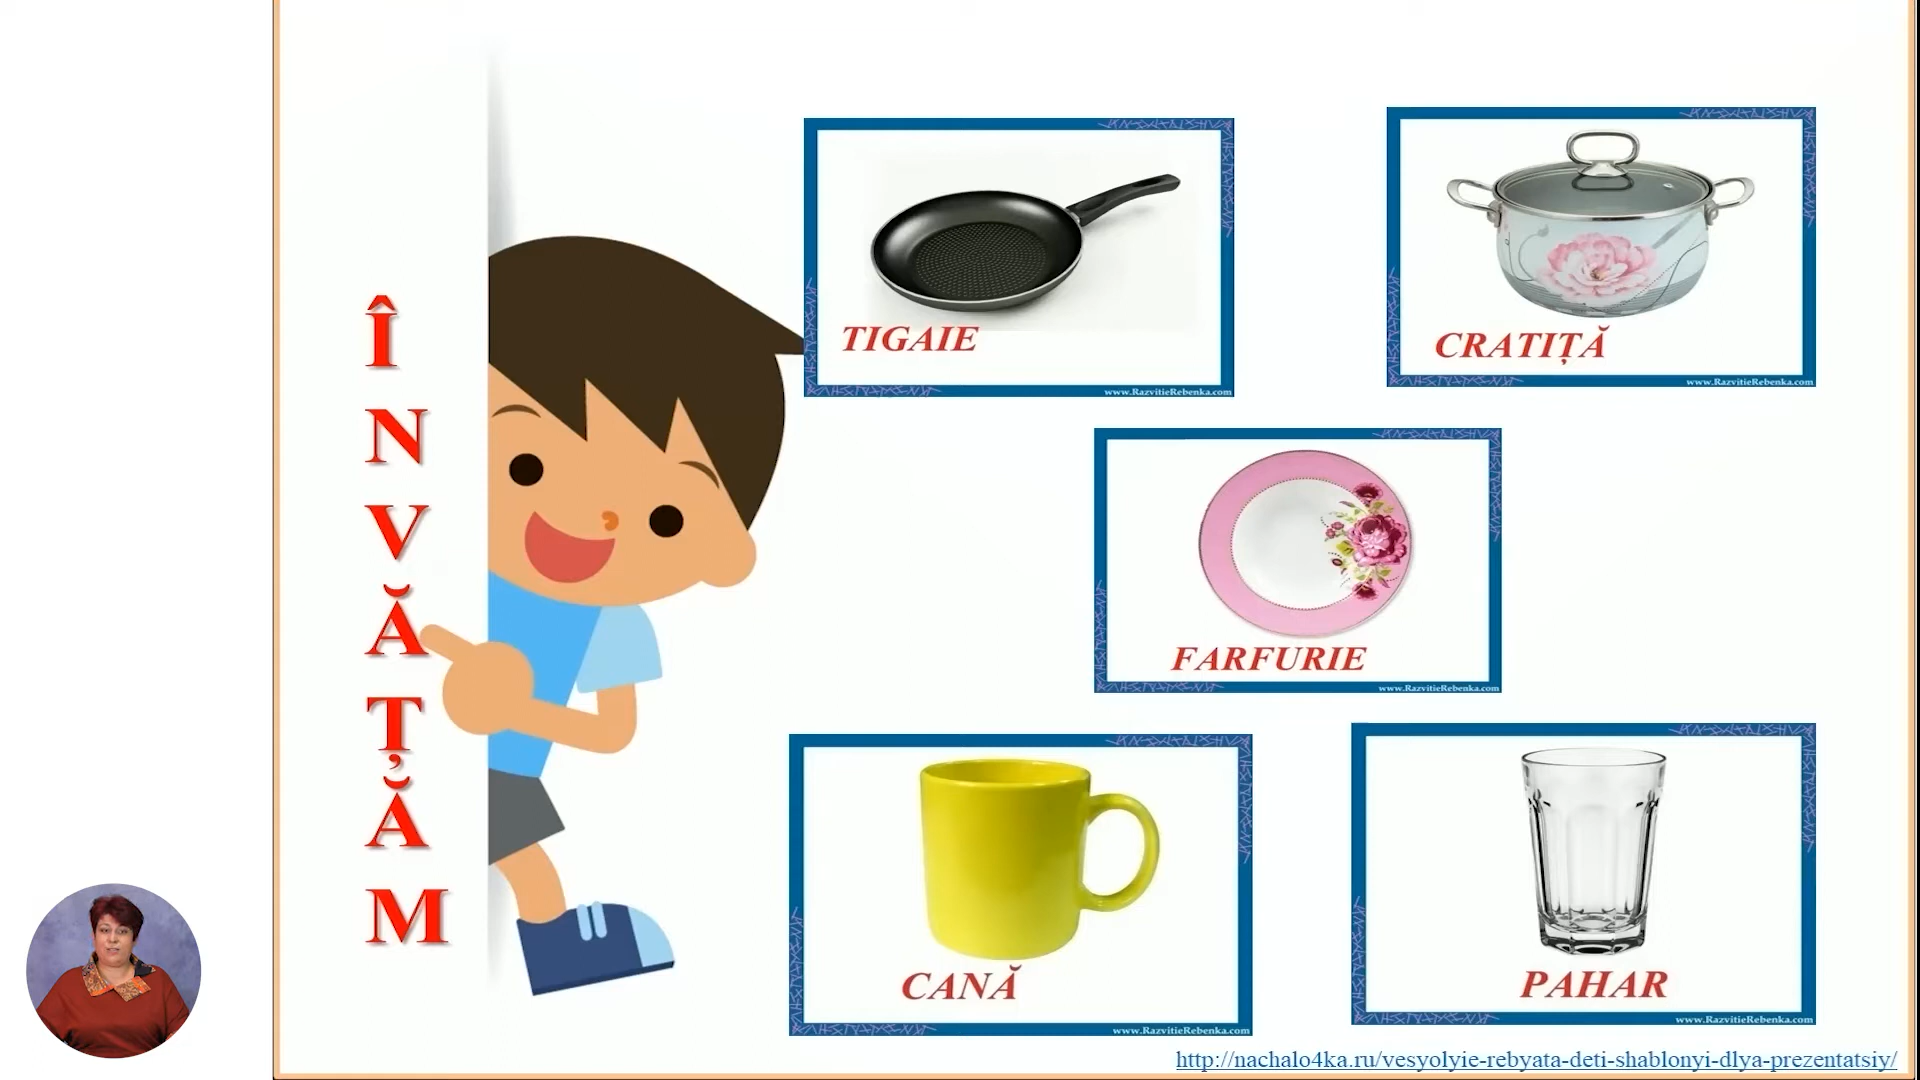 ÎNVĂȚĂM
TIGAIE
www.RazvitieRebenka.com
CRATIȚĂ
www.RazvitieRebenka.com
FARFURIE
www.RazvitieRebenka.com
CANĂ
www.RazvitieRebenka.com
PAHAR
www.RazvitieRebenka.com
http://nachalo4ka.ru/vesyolyie-rebyata-deti-shablonyi-dlya-prezentatsiy/